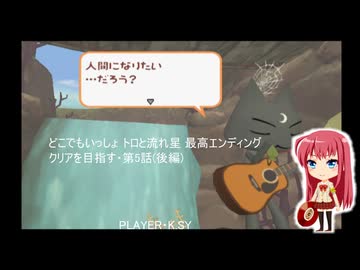 人間になりたい
…だろう？
どこでもいっしょ トロと流れ星 最高エンディング
クリアを目指す・第5話(後編)
PLAYER・K.SY